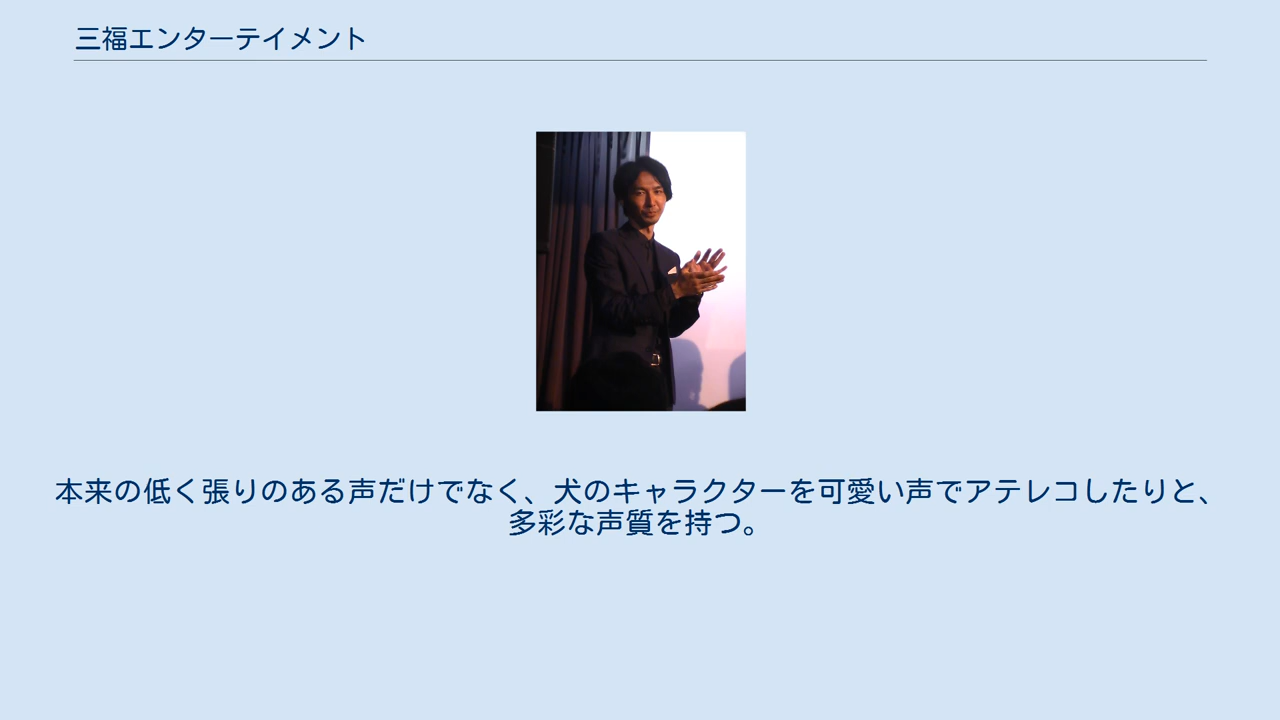 三福エンターテイメント
本来の低く張りのある声だけでなく、犬のキャラクターを可愛い声でアテレコしたりと、
多彩な声質を持つ。